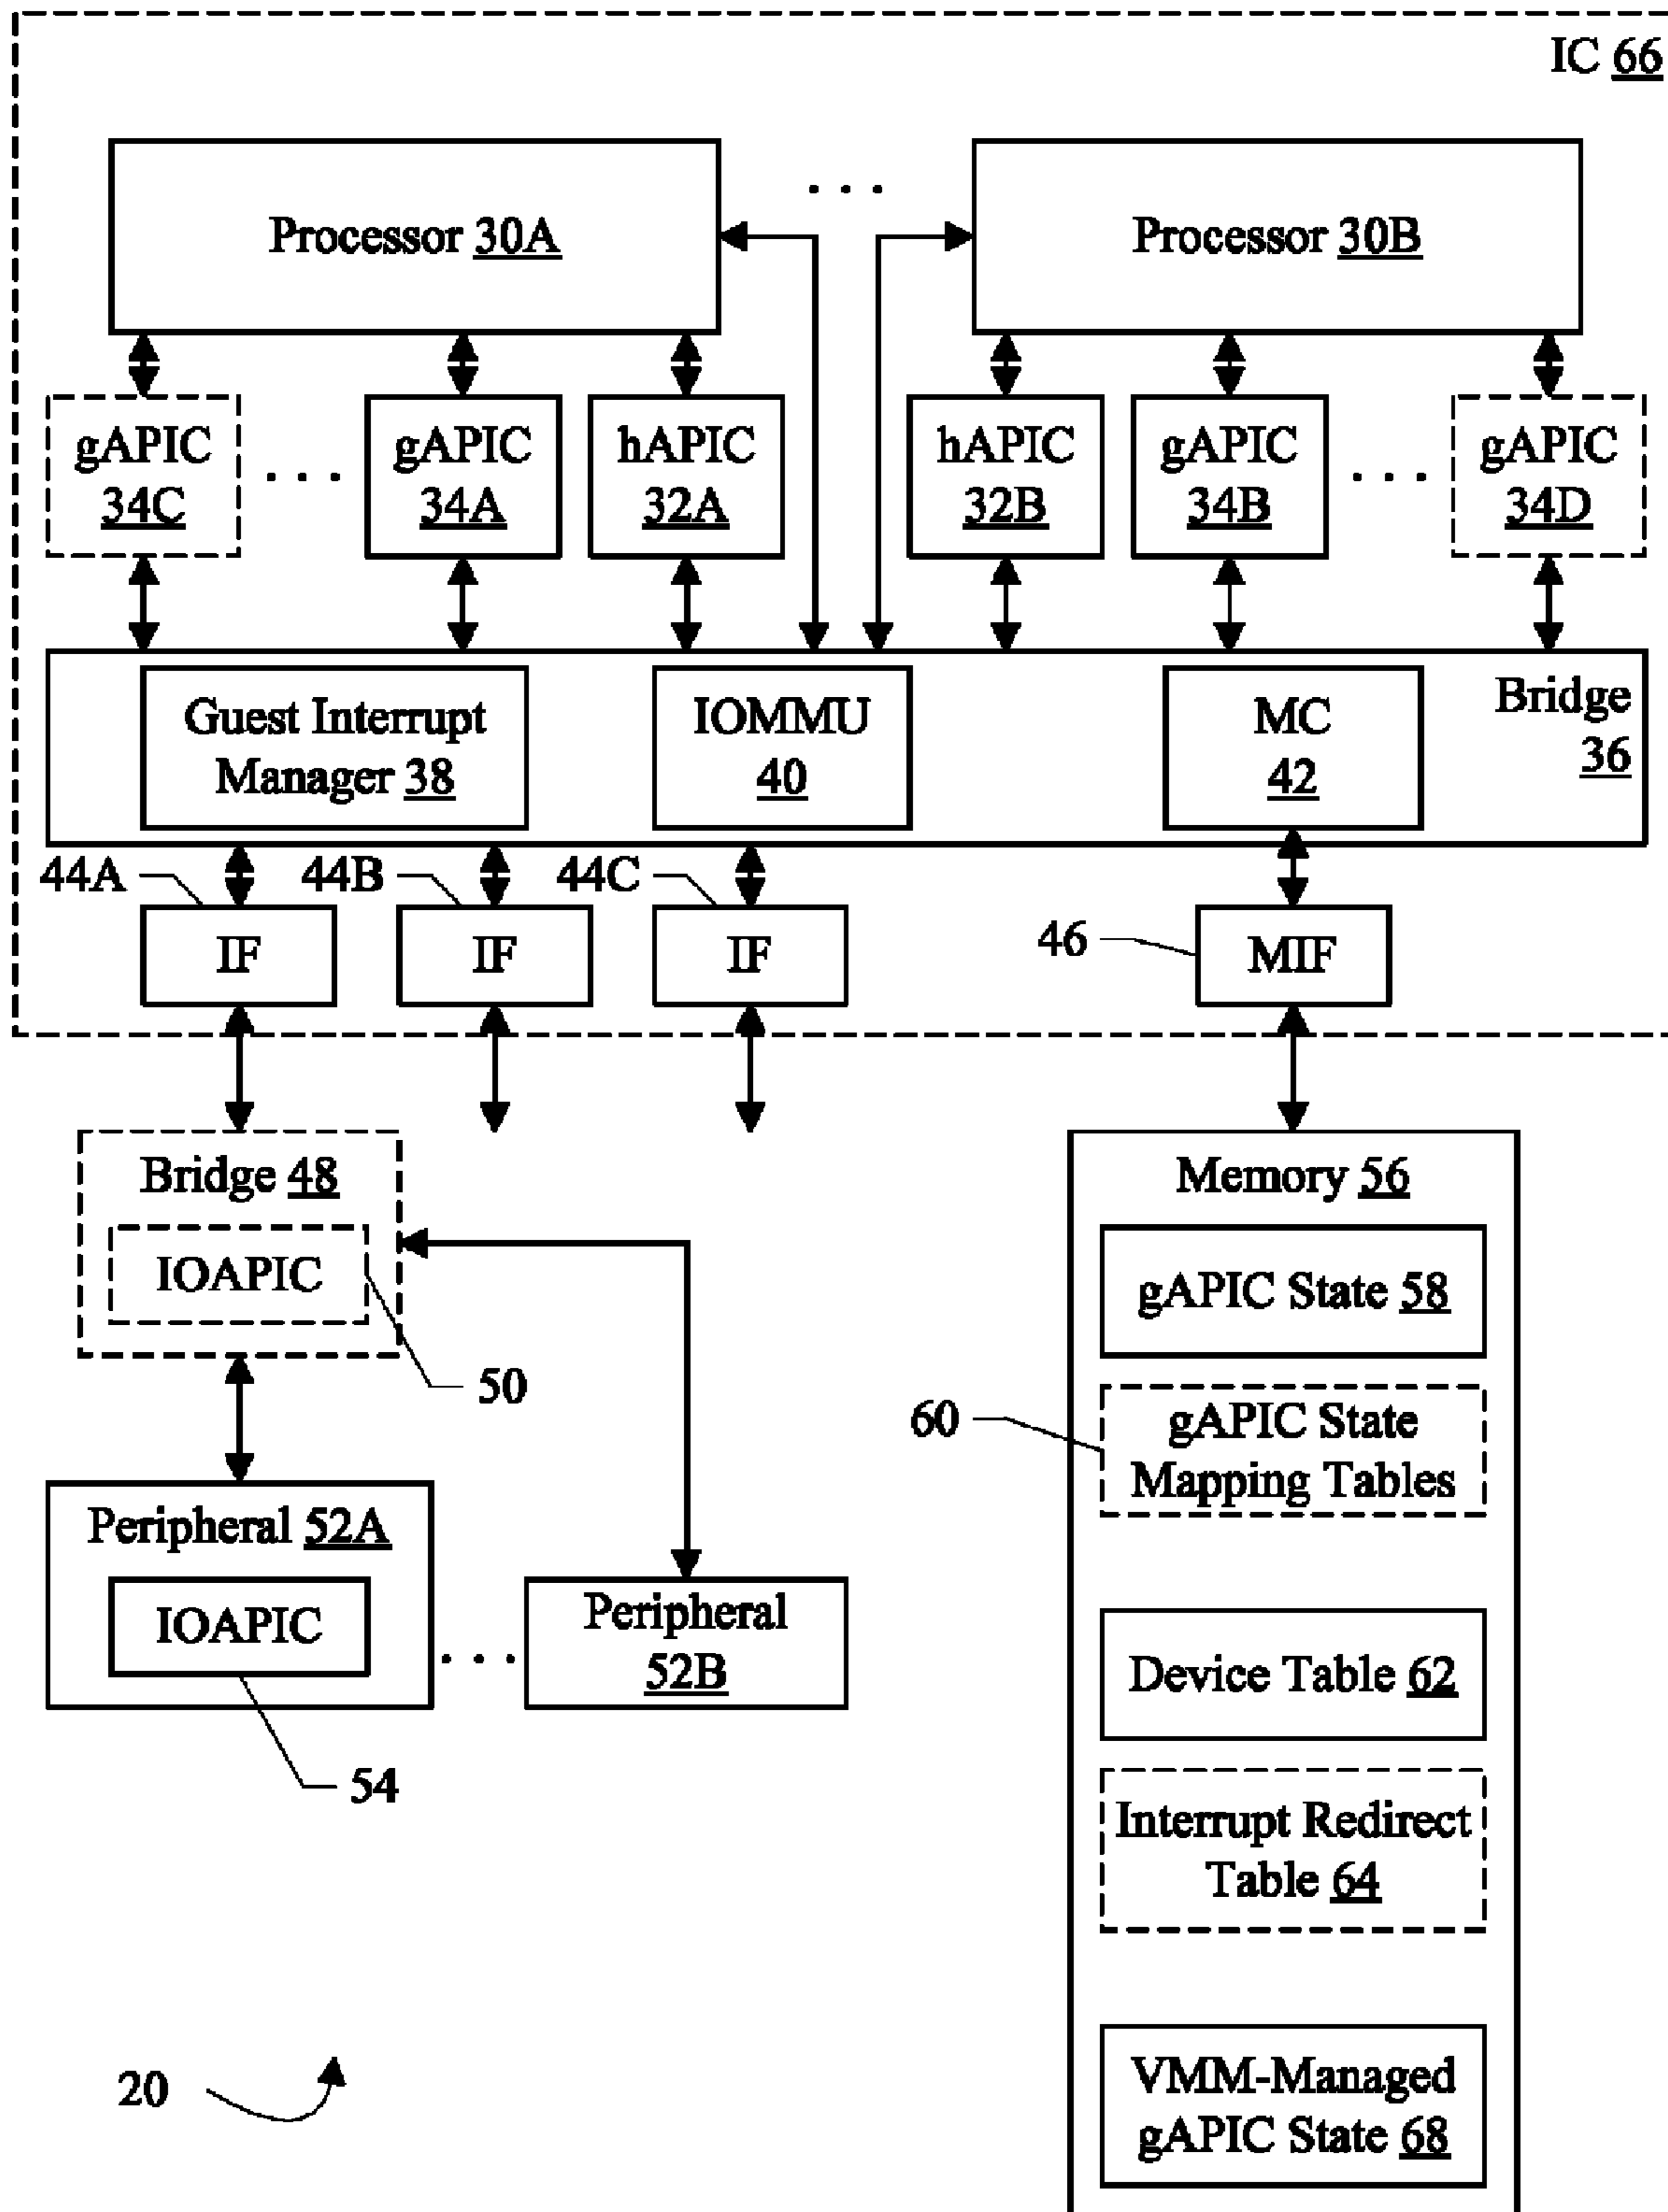 IC 66
Processor 30A
. . .
Processor 30B
gAPIC
34C
. . .
gAPIC
34A
hAPIC
32A
hAPIC
32B
gAPIC
34B
. . .
gAPIC
34D
Guest Interrupt
Manager 38
IOMMU
40
MC
42
Bridge
36
44A
44B
44C
IF
IF
IF
46
MIF
Bridge 48
IOAPIC
50
Peripheral 52A
IOAPIC
54
. . .
Peripheral
52B
Memory 56
gAPIC State 58
60
gAPIC State
Mapping Tables
Device Table 62
Interrupt Redirect
Table 64
VMM-Managed
gAPIC State 68
20